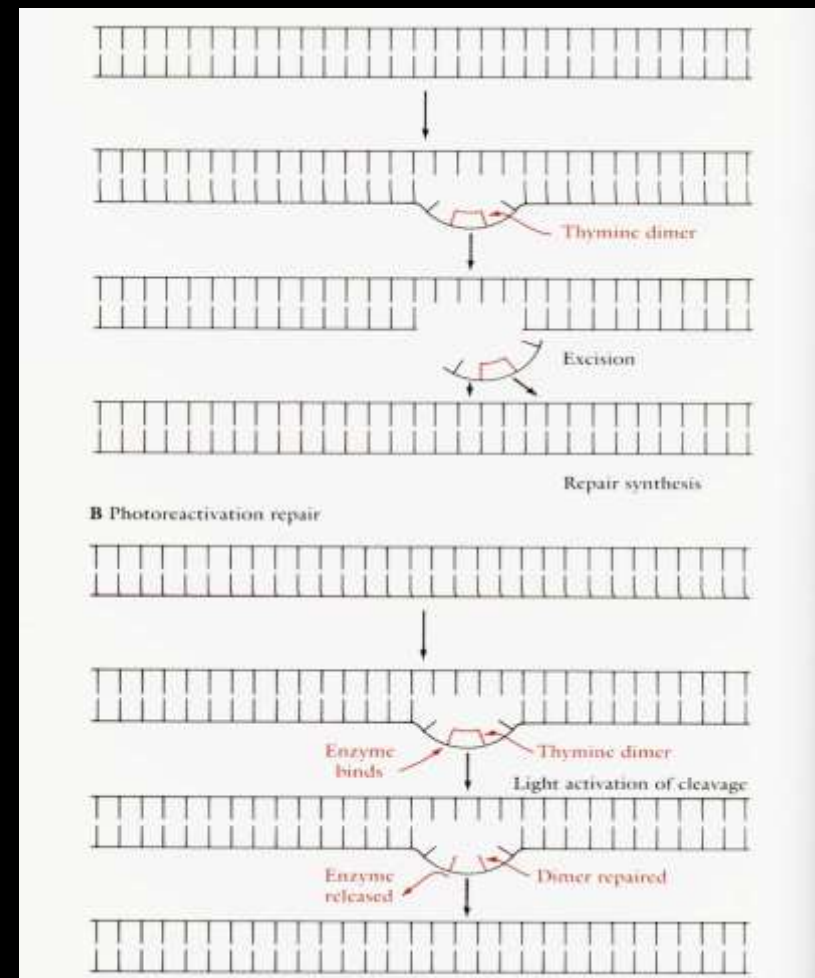 Thymine dimer
Excision
Repair synthesis
B Photoreactivation repair
Enzyme
binds
Thymine dimer
Light activation of cleavage
Enzyme
released
Dimer repaired